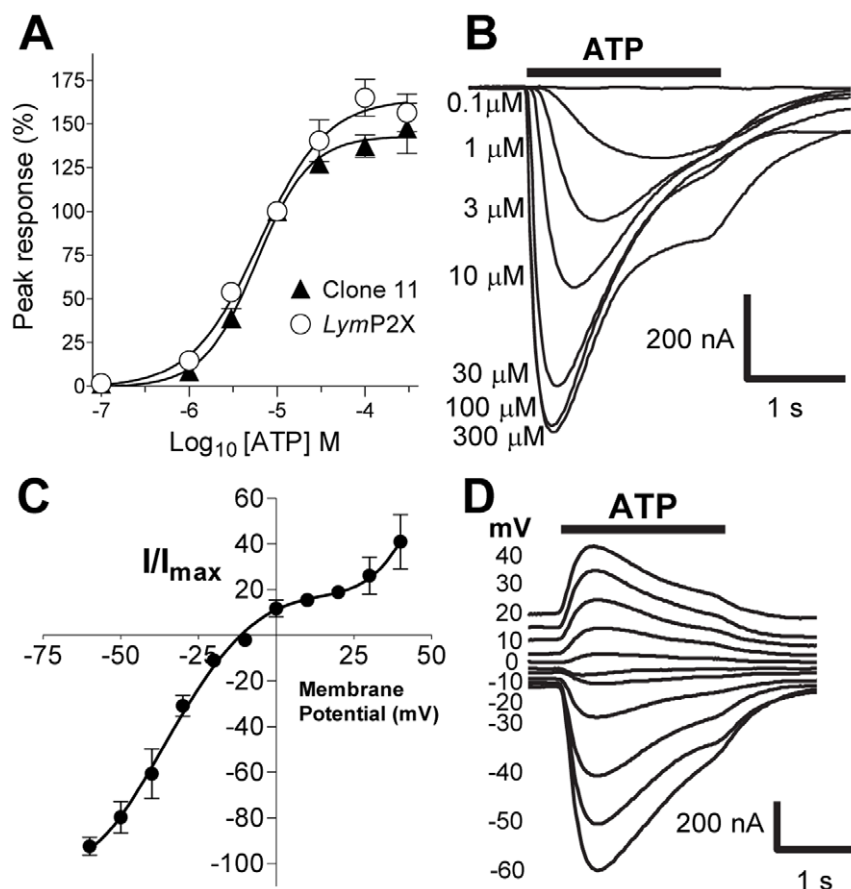 A
Peak response (%)
175
150
125
100
75
50
25
0
-7
-6
-5
-4
Log10 [ATP] M
Clone 11
LymP2X
B
ATP
0.1µM
1 µM
3 µM
10 µM
30 µM
100 µM
300 µM
200 nA
1 s
C
I/Imax
60
40
20
-20
-40
-60
-80
-100
-75
-50
-25
25
50
Membrane
Potential (mV)
D
ATP
mV
40
30
20
10
0
-10
-20
-30
-40
-50
-60
200 nA
1 s